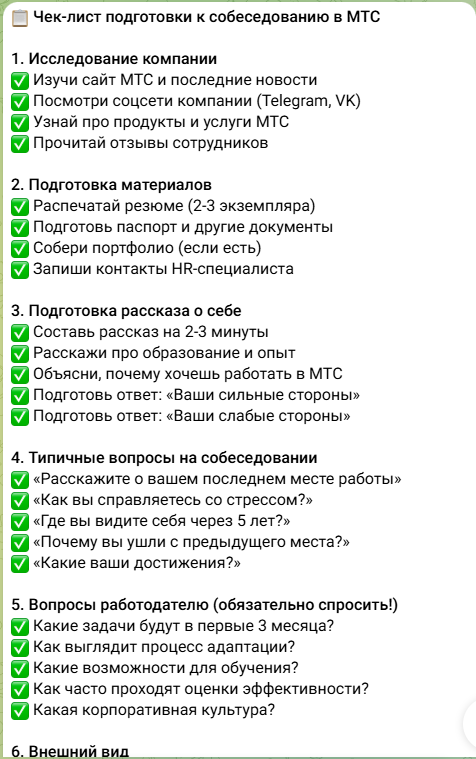 📋 Чек-лист подготовки к собеседованию в МТС
1. Исследование компании
✅ Изучи сайт МТС и последние новости
✅ Посмотри соцсети компании (Telegram, VK)
✅ Узнай про продукты и услуги МТС
✅ Прочитай отзывы сотрудников
2. Подготовка материалов
✅ Распечатай резюме (2-3 экземпляра)
✅ Подготовь паспорт и другие документы
✅ Собери портфолио (если есть)
✅ Запиши контакты HR-специалиста
3. Подготовка рассказа о себе
✅ Составь рассказ на 2-3 минуты
✅ Расскажи про образование и опыт
✅ Объясни, почему хочешь работать в МТС
✅ Подготовь ответ: «Ваши сильные стороны»
✅ Подготовь ответ: «Ваши слабые стороны»
4. Типичные вопросы на собеседовании
✅ «Расскажите о вашем последнем месте работы»
✅ «Как вы справляетесь со стрессом?»
✅ «Где вы видите себя через 5 лет?»
✅ «Почему вы ушли с предыдущего места?»
✅ «Какие ваши достижения?»
5. Вопросы работодателю (обязательно спросить!)
✅ Какие задачи будут в первые 3 месяца?
✅ Как выглядит процесс адаптации?
✅ Какие возможности для обучения?
✅ Как часто проходят оценки эффективности?
✅ Какая корпоративная культура?
6. Внешний вид